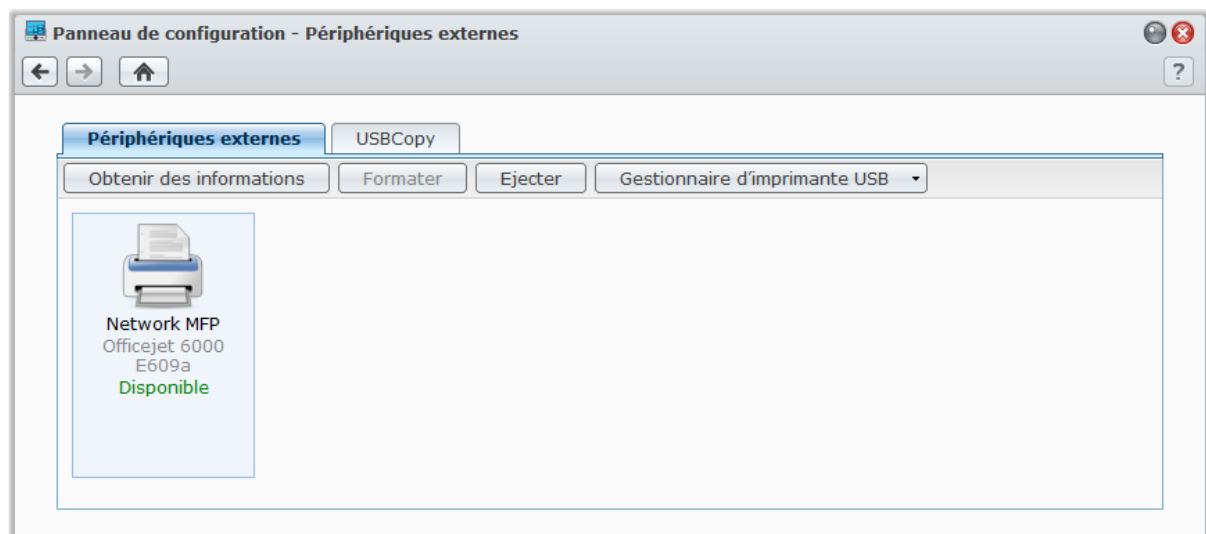 Panneau de configuration - Périphériques externes
?
Périphériques externes USBCopy
Obtenir des informations Formater Ejecter Gestionnaire d'imprimante USB
Network MFP
Officejet 6000
E609a
Disponible